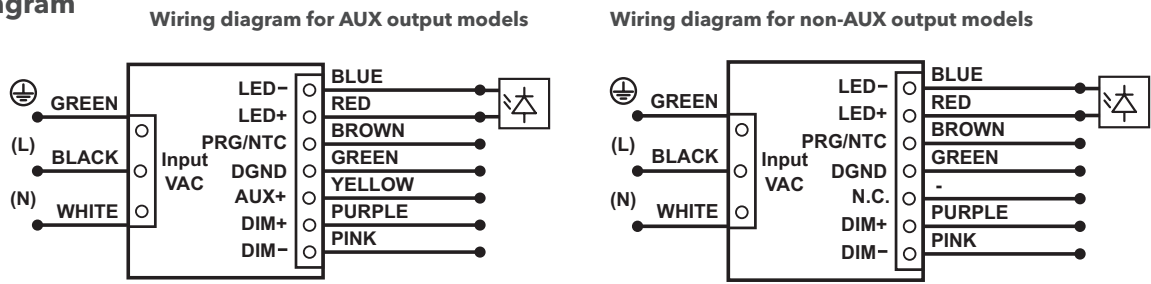 agram
Wiring diagram for AUX output models
GREEN
(L)
BLACK
(N)
WHITE
Input
VAC
LED−
LED+
PRG/NTC
DGND
AUX+
DIM+
DIM−
BLUE
RED
BROWN
GREEN
YELLOW
PURPLE
PINK
Wiring diagram for non-AUX output models
GREEN
(L)
BLACK
(N)
WHITE
Input
VAC
LED−
LED+
PRG/NTC
DGND
N.C.
DIM+
DIM−
BLUE
RED
BROWN
GREEN
-
PURPLE
PINK